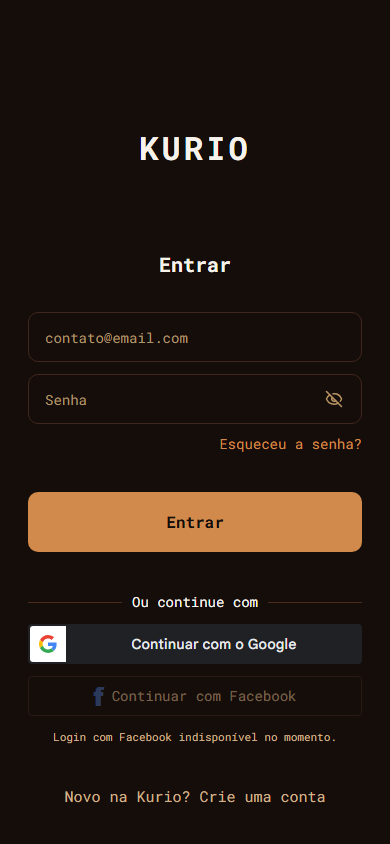 KURIO
Entrar
contato@email.com
Senha
Esqueceu a senha?
Entrar
Ou continue com
Continuar com o Google
Continuar com Facebook
Login com Facebook indisponível no momento.
Novo na Kurio? Crie uma conta